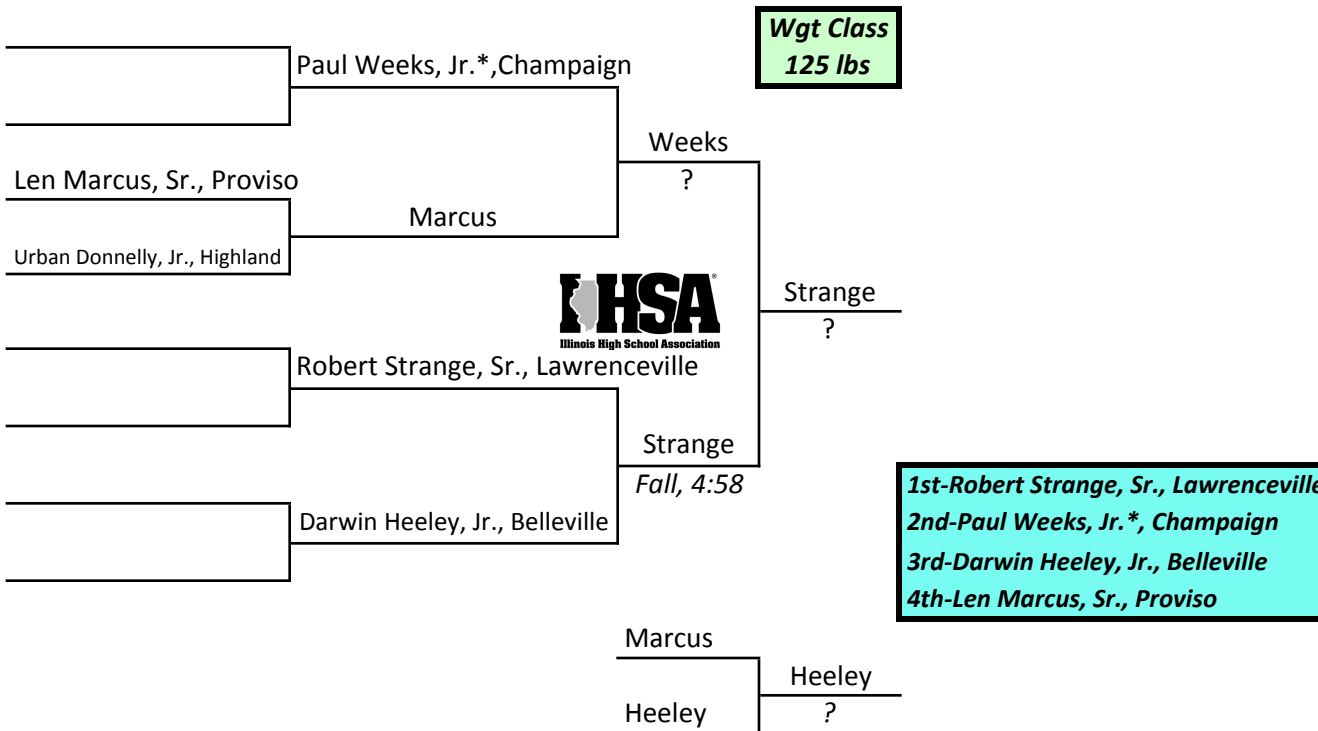 Wgt Class
125 lbs
Paul Weeks, Jr.*,Champaign
Weeks
?
Len Marcus, Sr., Proviso
Marcus
Urban Donnelly, Jr., Highland
IHSA®
Illinois High School Association
Strange
?
Robert Strange, Sr., Lawrenceville
Strange
Fall, 4:58
Darwin Heeley, Jr., Belleville
1st-Robert Strange, Sr., Lawrenceville
2nd-Paul Weeks, Jr.*, Champaign
3rd-Darwin Heeley, Jr., Belleville
4th-Len Marcus, Sr., Proviso
Marcus
Heeley
Heeley
?